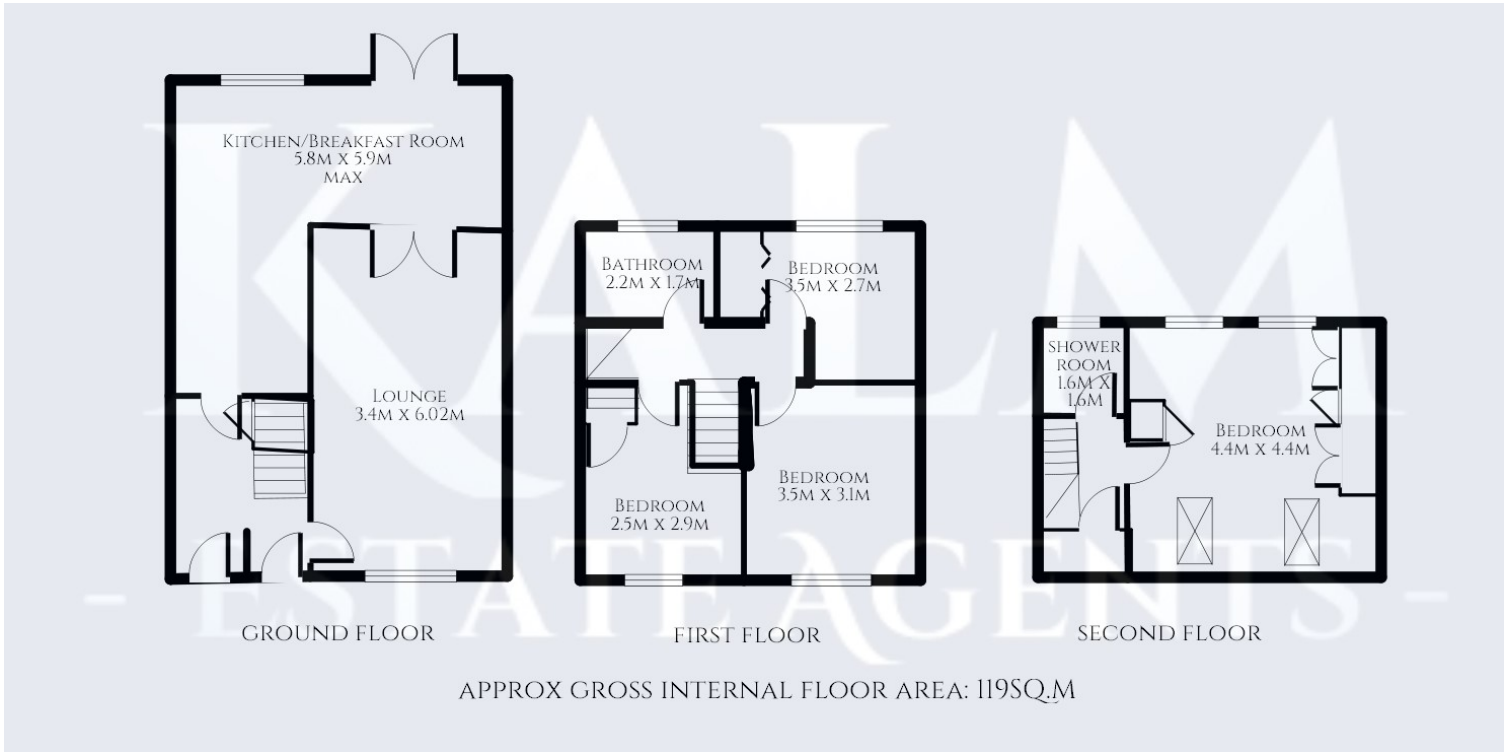 KITCHEN/BREAKFAST ROOM
5.8M X 5.9M
MAX
LOUNGE
3.4M X 6.02M
GROUND FLOOR
BATHROOM
2.2M X 1.7M
BEDROOM
3.5M X 2.7M
BEDROOM
2.5M X 2.9M
BEDROOM
3.5M X 3.1M
FIRST FLOOR
SHOWER
ROOM
1.6M X
1.6M
BEDROOM
4.4M X 4.4M
SECOND FLOOR
APPROX GROSS INTERNAL FLOOR AREA: 119SQ.M
KALM
- ESTATE AGENTS -